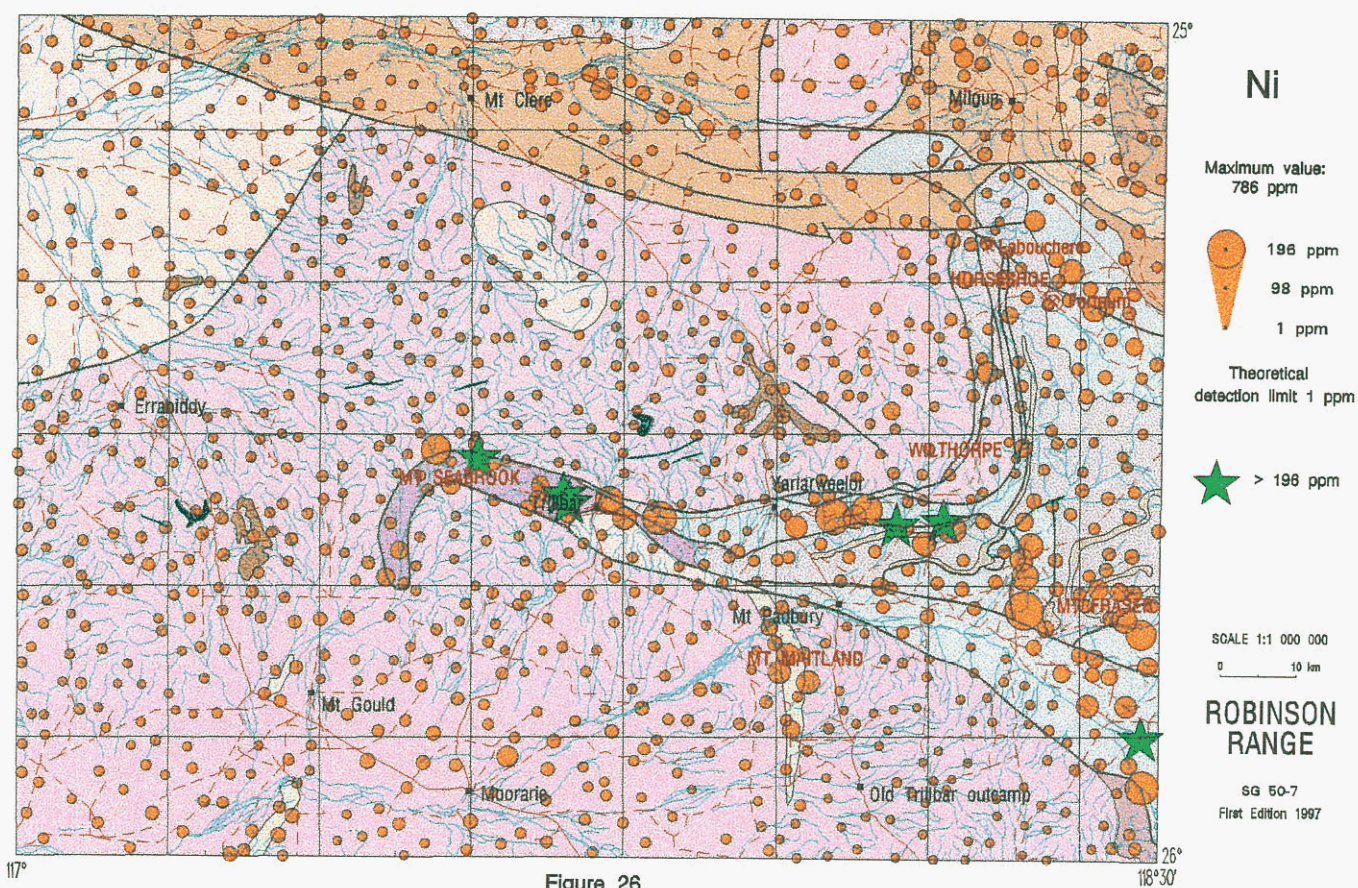 25°
Ni
Maximum value:
786 ppm
196 ppm
98 ppm
1 ppm
Theoretical
detection limit 1 ppm
> 196 ppm
SCALE 1:1 000 000
0 10 km
ROBINSON
RANGE
SG 50-7
First Edition 1997
Mt Clere
Milgun
Labouchere
HORSESHOE
Fortnum
Errabiddy
WILTHORPE
MT SEABROOK
Trillbar
Yarlarweelor
MT FRASER
Mt Padbury
MT MAITLAND
Mt Gould
Moorarie
Old Trillbar outcamp
117°
26°
118°30'
Figure 26